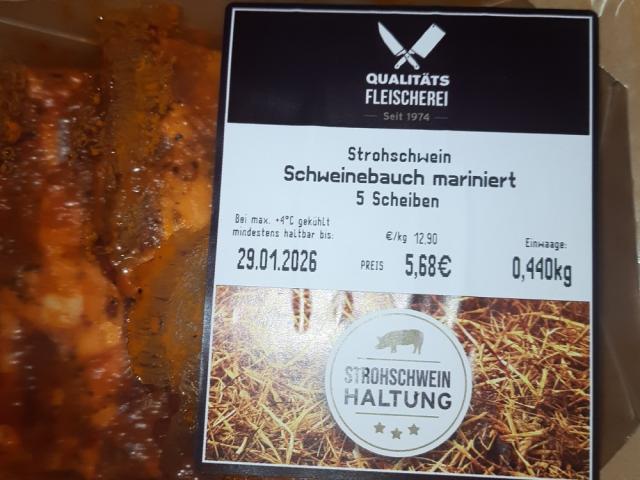 QUALITÄTS
FLEISCHEREI
Seit 1974
Strohschwein
Schweinebauch mariniert
5 Scheiben
Bei max. +4°C gekühlt
mindestens haltbar bis:
29.01.2026
€/kg 12,90
PREIS 5,68€
Einwaage:
0,440kg
STROHSCHWEIN
HALTUNG